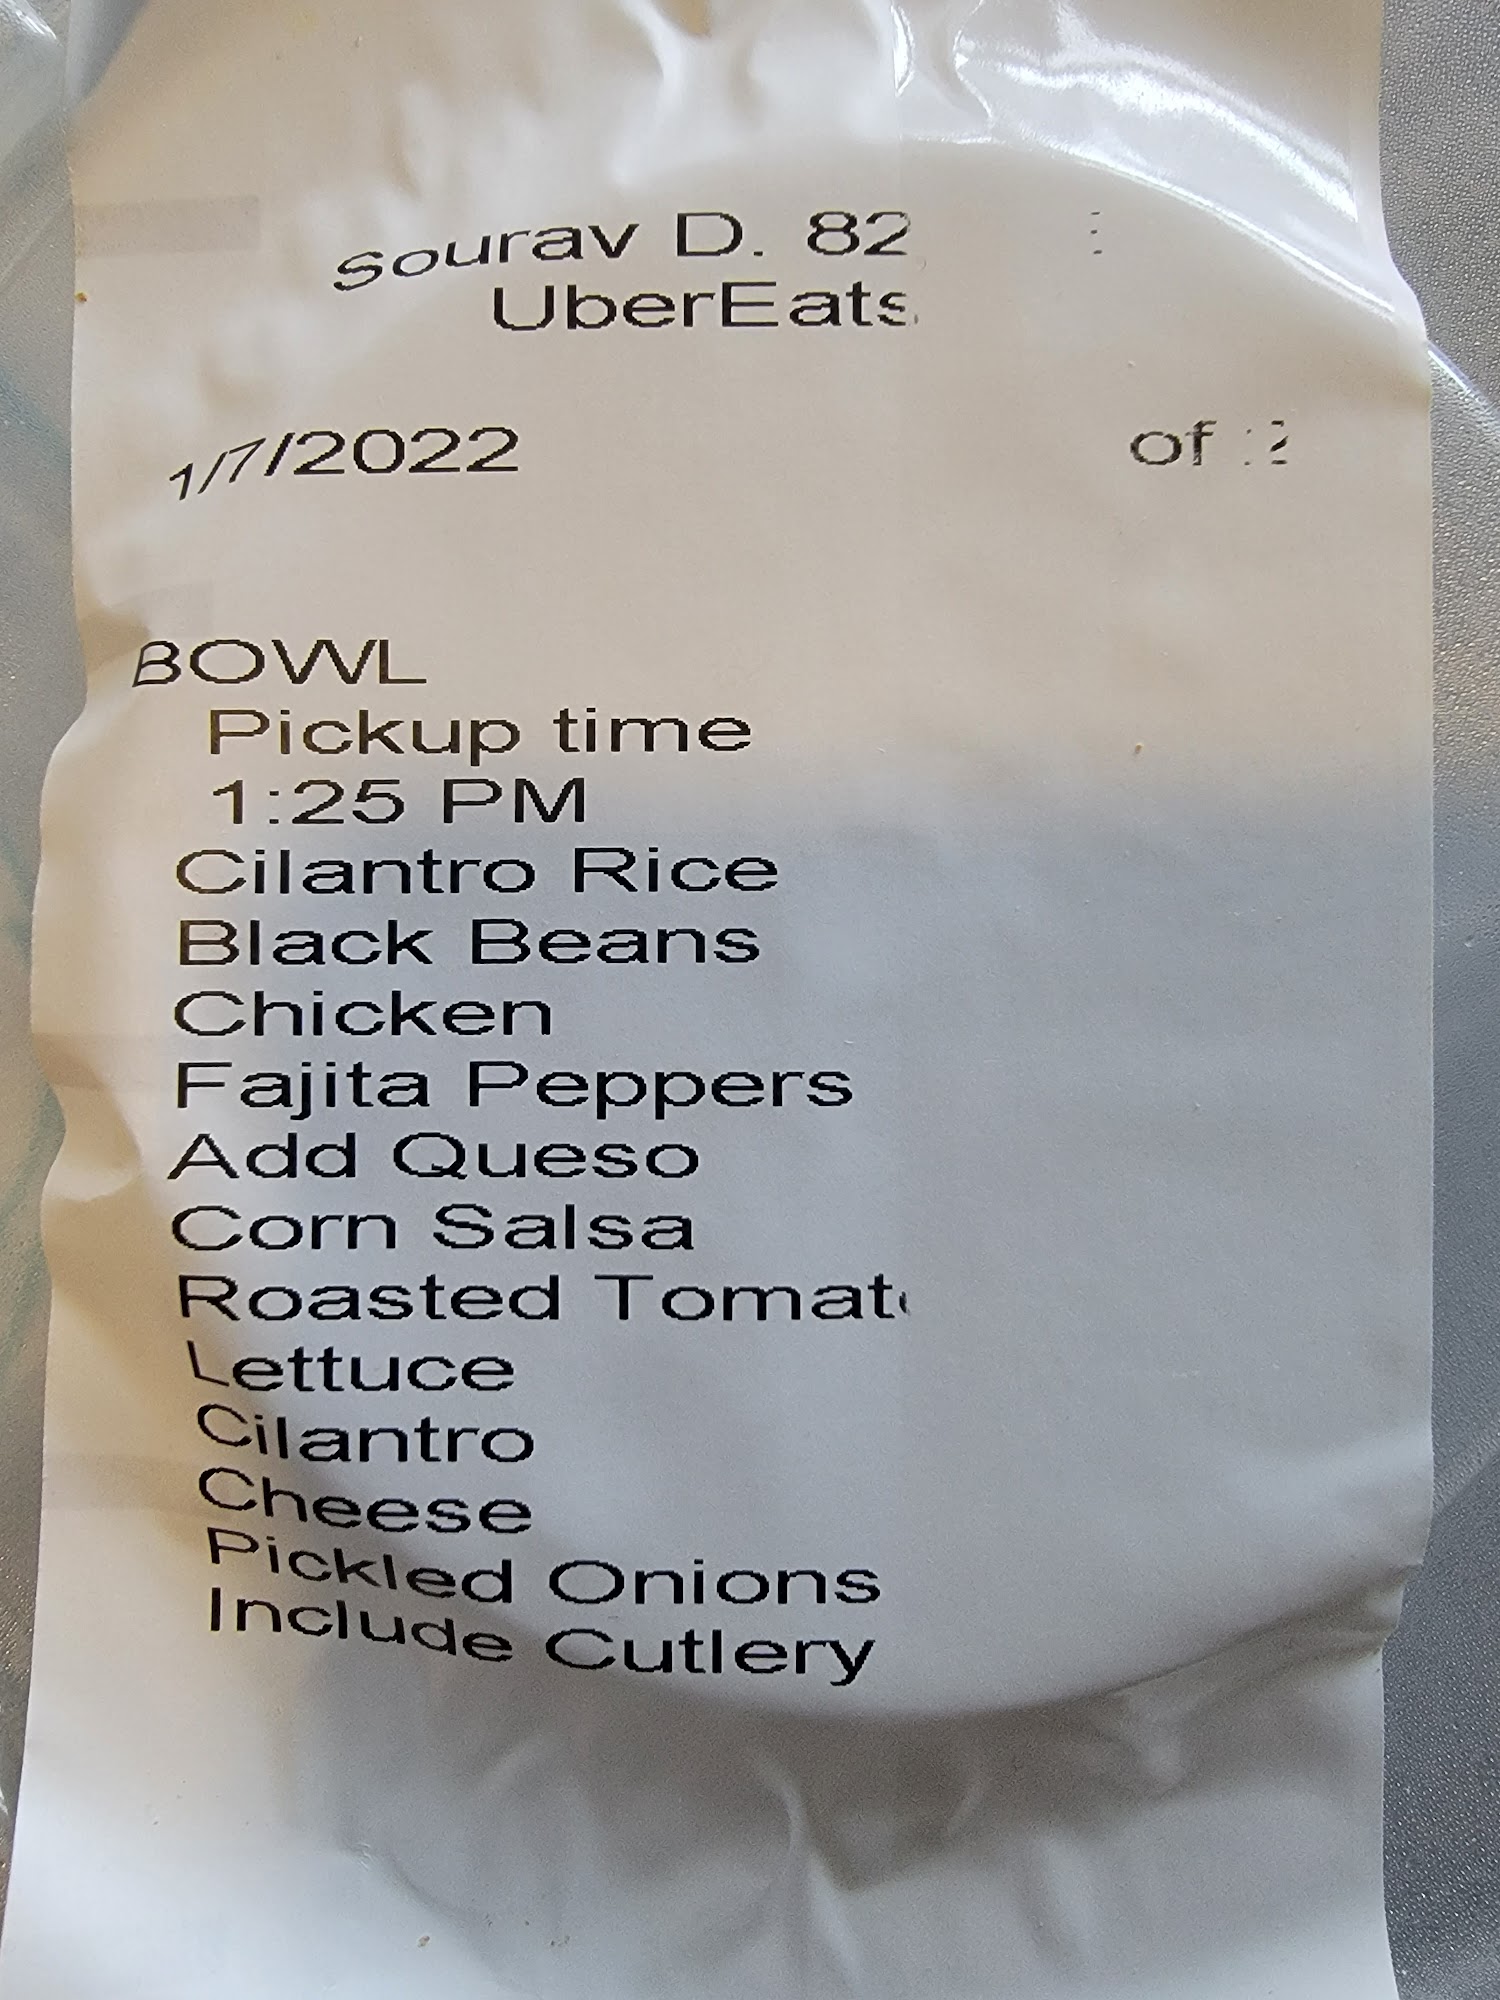 Sourav D. 82
UberEats
1/7/2022 of
BOWL
Pickup time
1:25 PM
Cilantro Rice
Black Beans
Chicken
Fajita Peppers
Add Queso
Corn Salsa
Roasted
Lettuce
Cilantro
Cheese
Pickled Onions
Include Cutlery